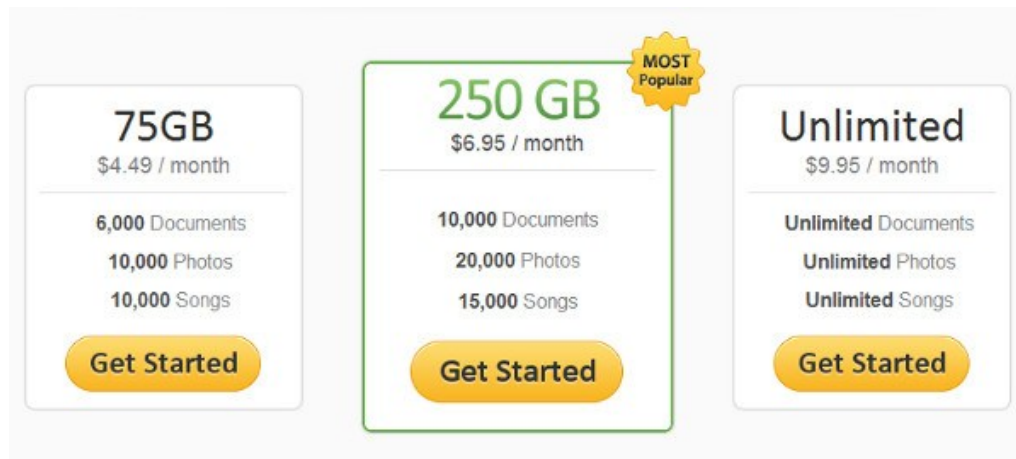 75GB
$4.49 / month
6,000 Documents
10,000 Photos
10,000 Songs
Get Started
MOST
Popular
250 GB
$6.95 / month
10,000 Documents
20,000 Photos
15,000 Songs
Get Started
Unlimited
$9.95 / month
Unlimited Documents
Unlimited Photos
Unlimited Songs
Get Started